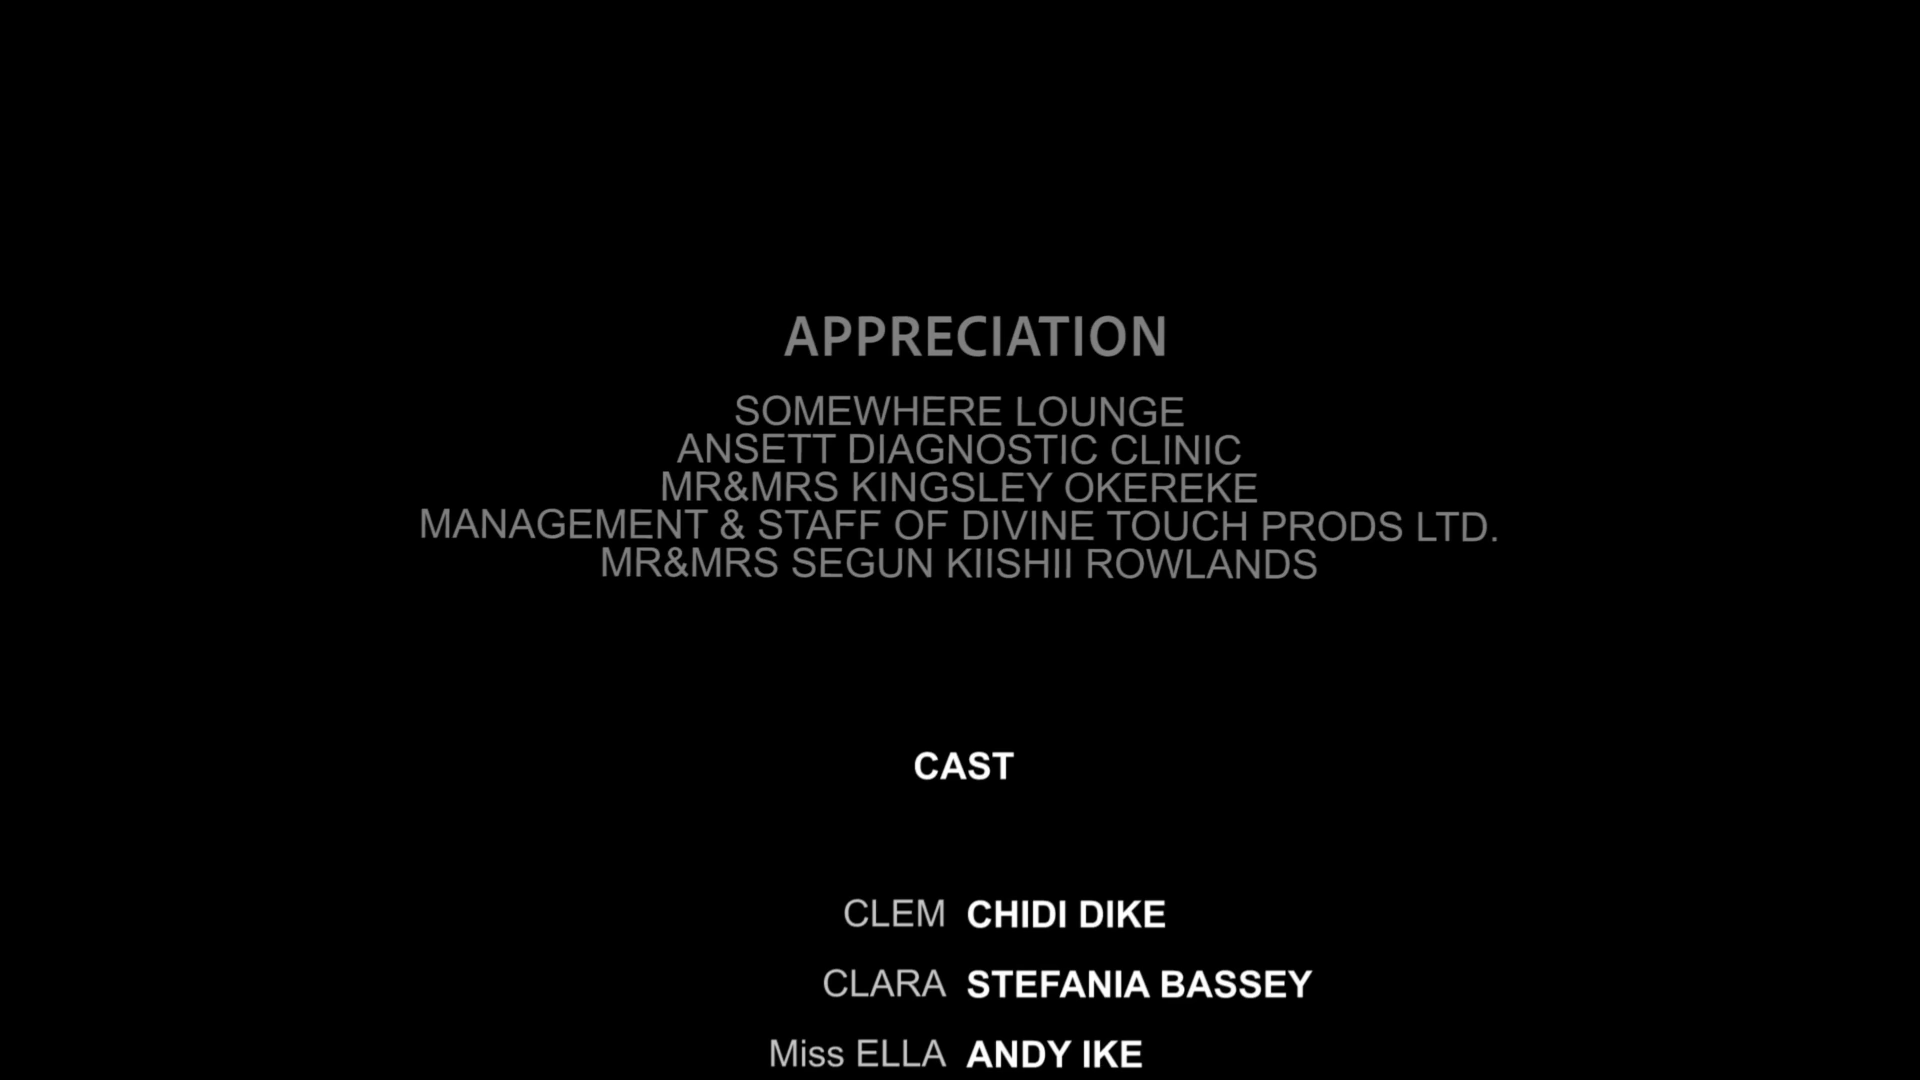 APPRECIATION
SOMEWHERE LOUNGE
ANSETT DIAGNOSTIC CLINIC
MR&MRS KINGSLEY OKEREKE
MANAGEMENT & STAFF OF DIVINE TOUCH PRODS LTD.
MR&MRS SEGUN KIISHII ROWLANDS
CAST
CLEM CHIDI DIKE
CLARA STEFANIA BASSEY
Miss ELLA ANDY IKE